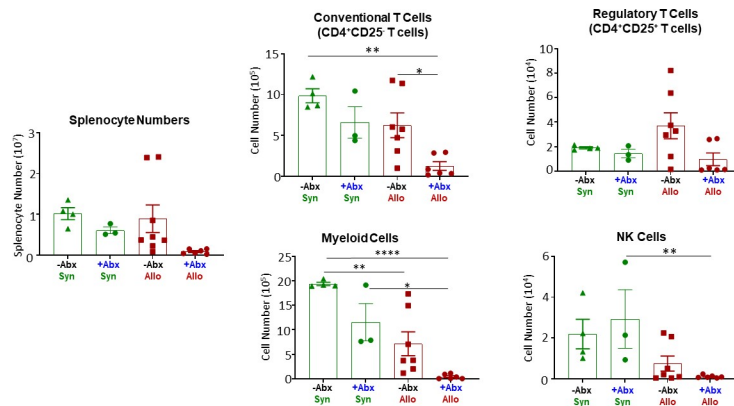 Conventional T Cells
(CD4⁺CD25⁻ T cells)
**
*
Cell Number (10⁵)
15
10
5
0
-Abx +Abx -Abx +Abx
Syn Syn Allo Allo
Regulatory T Cells
(CD4⁺CD25⁺ T cells)
Cell Number (10⁴)
10
8
6
4
2
0
-Abx +Abx -Abx +Abx
Syn Syn Allo Allo
Splenocyte Numbers
Splenocyte Number (10⁷)
3
2
1
0
-Abx +Abx -Abx +Abx
Syn Syn Allo Allo
Myeloid Cells
****
**
*
Cell Number (10⁵)
25
20
15
10
5
0
-Abx +Abx -Abx +Abx
Syn Syn Allo Allo
NK Cells
**
Cell Number (10⁴)
6
4
2
0
-Abx +Abx -Abx +Abx
Syn Syn Allo Allo